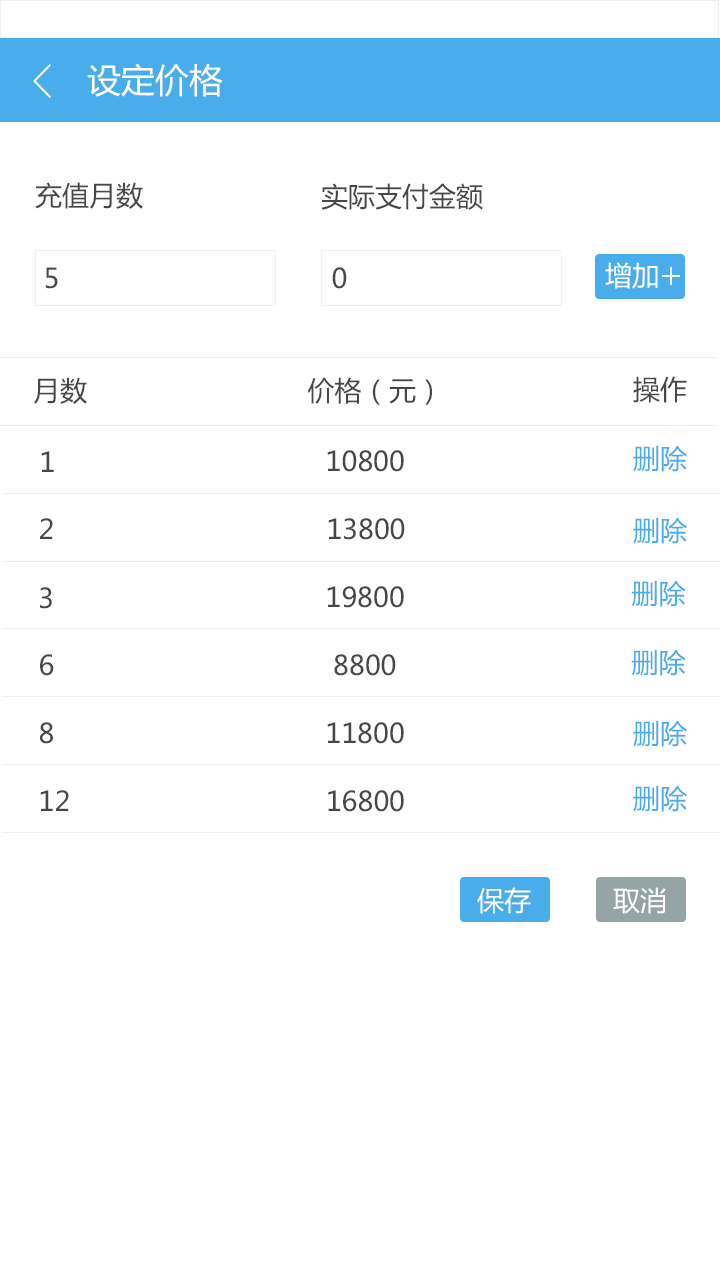 设定价格
充值月数 实际支付金额
5 0 增加+
月数 价格（元） 操作
1 10800 删除
2 13800 删除
3 19800 删除
6 8800 删除
8 11800 删除
12 16800 删除
保存 取消